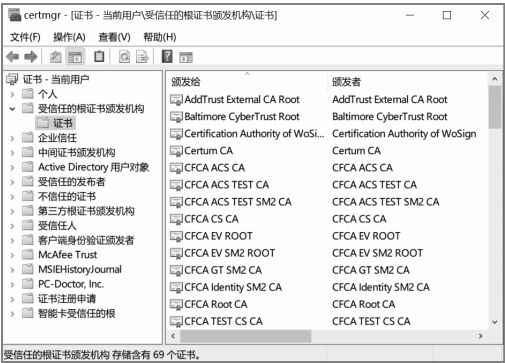 certmgr - [证书 - 当前用户\受信任的根证书颁发机构\证书]
文件(F) 操作(A) 查看(V) 帮助(H)
证书 - 当前用户
个人
受信任的根证书颁发机构
证书
企业信任
中间证书颁发机构
Active Directory 用户对象
受信任的发布者
不信任的证书
第三方根证书颁发机构
受信任人
客户端身份验证颁发者
McAfee Trust
MSIEHistoryJournal
PC-Doctor, Inc.
证书注册申请
智能卡受信任的根
颁发给 颁发者
AddTrust External CA Root AddTrust External CA Root
Baltimore CyberTrust Root Baltimore CyberTrust Root
Certification Authority of WoSi... Certification Authority of WoSign
Certum CA Certum CA
CFCA ACS CA CFCA ACS CA
CFCA ACS TEST CA CFCA ACS TEST CA
CFCA ACS TEST SM2 CA CFCA ACS TEST SM2 CA
CFCA CS CA CFCA CS CA
CFCA EV ROOT CFCA EV ROOT
CFCA EV SM2 ROOT CFCA EV SM2 ROOT
CFCA GT SM2 CA CFCA GT SM2 CA
CFCA Identity SM2 CA CFCA Identity SM2 CA
CFCA Root CA CFCA Root CA
CFCA TEST CS CA CFCA TEST CS CA
受信任的根证书颁发机构 存储含有 69 个证书。